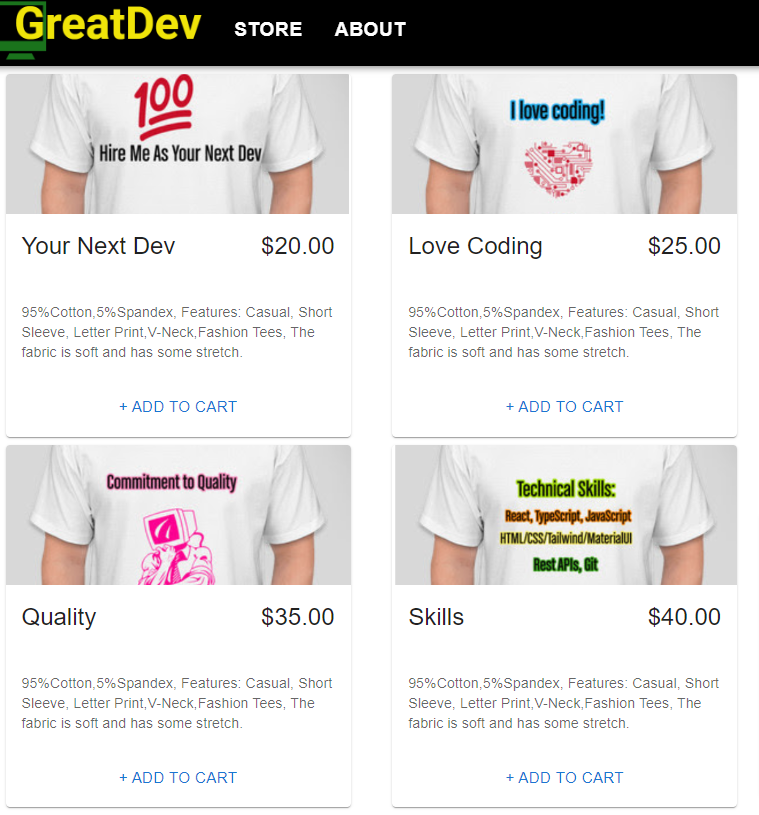 GreatDev STORE ABOUT
100
Hire Me As Your Next Dev
Your Next Dev $20.00
95%Cotton,5%Spandex, Features: Casual, Short
Sleeve, Letter Print,V-Neck,Fashion Tees, The
fabric is soft and has some stretch.
+ ADD TO CART
I love coding!
Love Coding $25.00
95%Cotton,5%Spandex, Features: Casual, Short
Sleeve, Letter Print,V-Neck,Fashion Tees, The
fabric is soft and has some stretch.
+ ADD TO CART
Commitment to Quality
Quality $35.00
95%Cotton,5%Spandex, Features: Casual, Short
Sleeve, Letter Print,V-Neck,Fashion Tees, The
fabric is soft and has some stretch.
+ ADD TO CART
Technical Skills:
React, TypeScript, JavaScript
HTML/CSS/Tailwind/MaterialUI
Rest APIs, Git
Skills $40.00
95%Cotton,5%Spandex, Features: Casual, Short
Sleeve, Letter Print,V-Neck,Fashion Tees, The
fabric is soft and has some stretch.
+ ADD TO CART